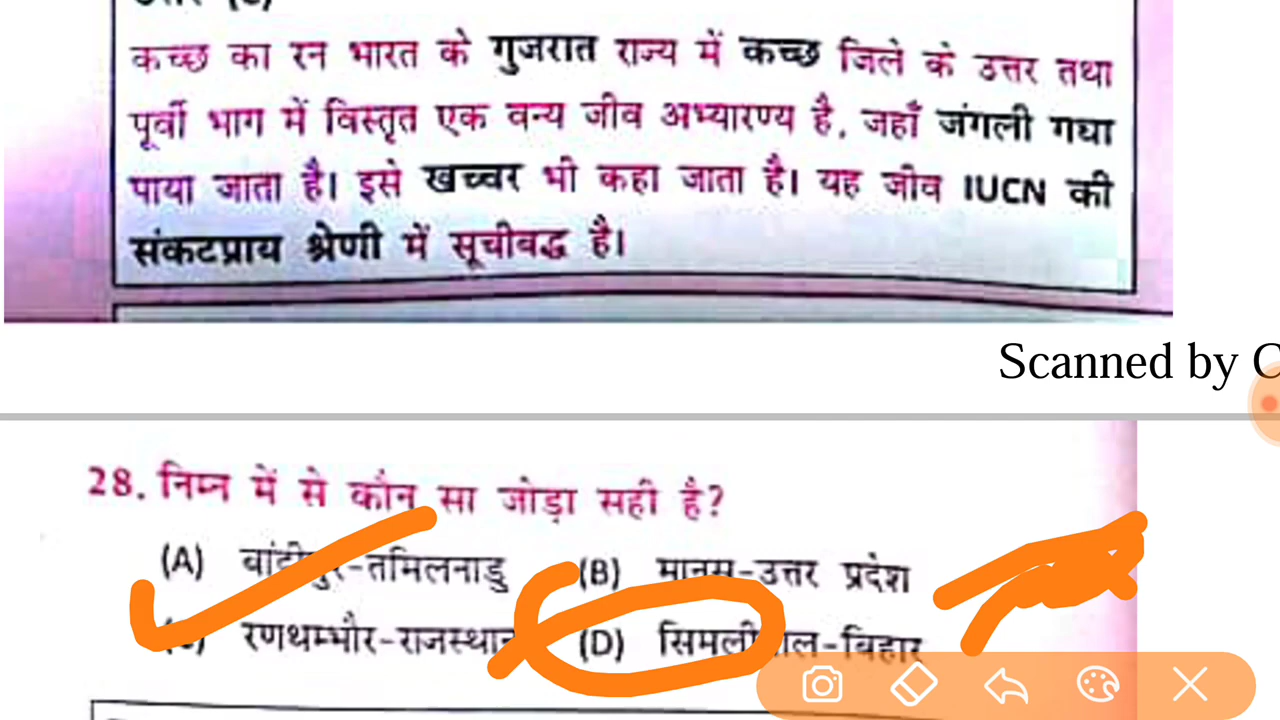 कच्छ का रन भारत के गुजरात राज्य में कच्छ जिले के उत्तर तथा
पूर्वी भाग में विस्तृत एक वन्य जीव अभ्यारण्य है, जहाँ जंगली गधा
पाया जाता है। इसे खच्चर भी कहा जाता है। यह जीव IUCN की
संकटप्राय श्रेणी में सूचीबद्ध है।
Scanned by C
28. निम्न में से कौन सा जोड़ा सही है?
(A) बांदीपुर-तमिलनाडु (B) मानस-उत्तर प्रदेश
(C) रणथम्भौर-राजस्थान (D) सिमलीपाल-बिहार